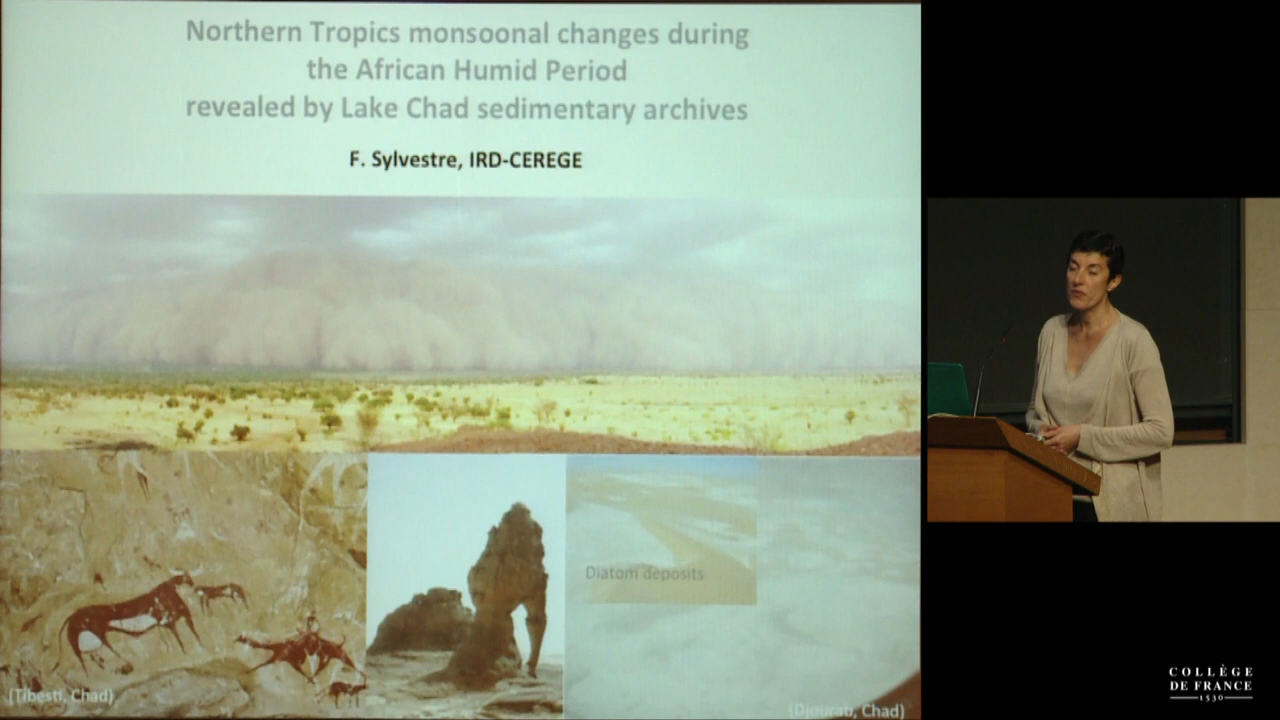 Northern Tropics monsoonal changes during
the African Humid Period
revealed by Lake Chad sedimentary archives
F. Sylvestre, IRD-CEREGE
Diatom deposits
(Tibesti, Chad)
(Djourab, Chad)
COLLÈGE
DE FRANCE
1530